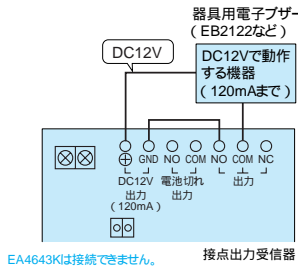 器具用電子ブザー
（EB2122など）
DC12V
DC12Vで動作
する機器
（120mAまで）
⊕ GND NO COM NO COM NC
DC12V 電池切れ 出力
出力 出力
（120mA）
EA4643Kは接続できません。
接点出力受信器